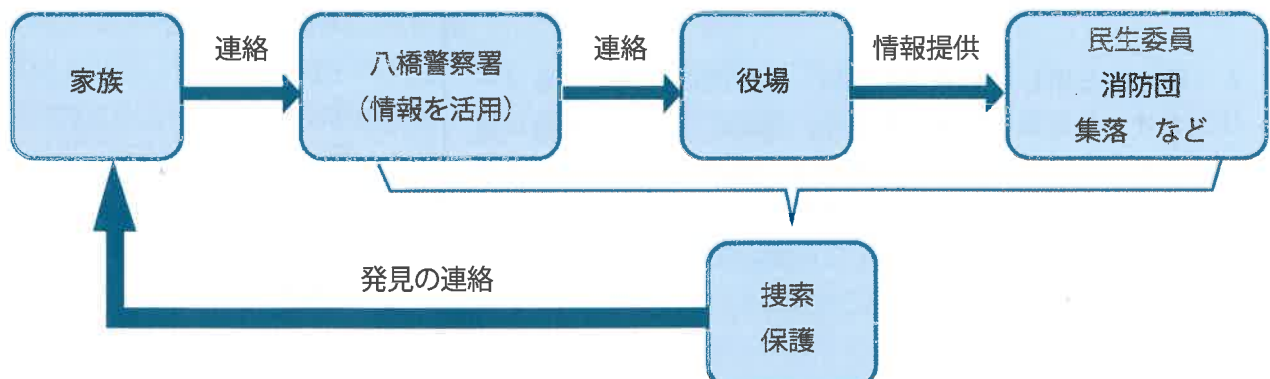 家族
連絡
八橋警察署
（情報を活用）
連絡
役場
情報提供
民生委員
消防団
集落　など
発見の連絡
捜索
保護